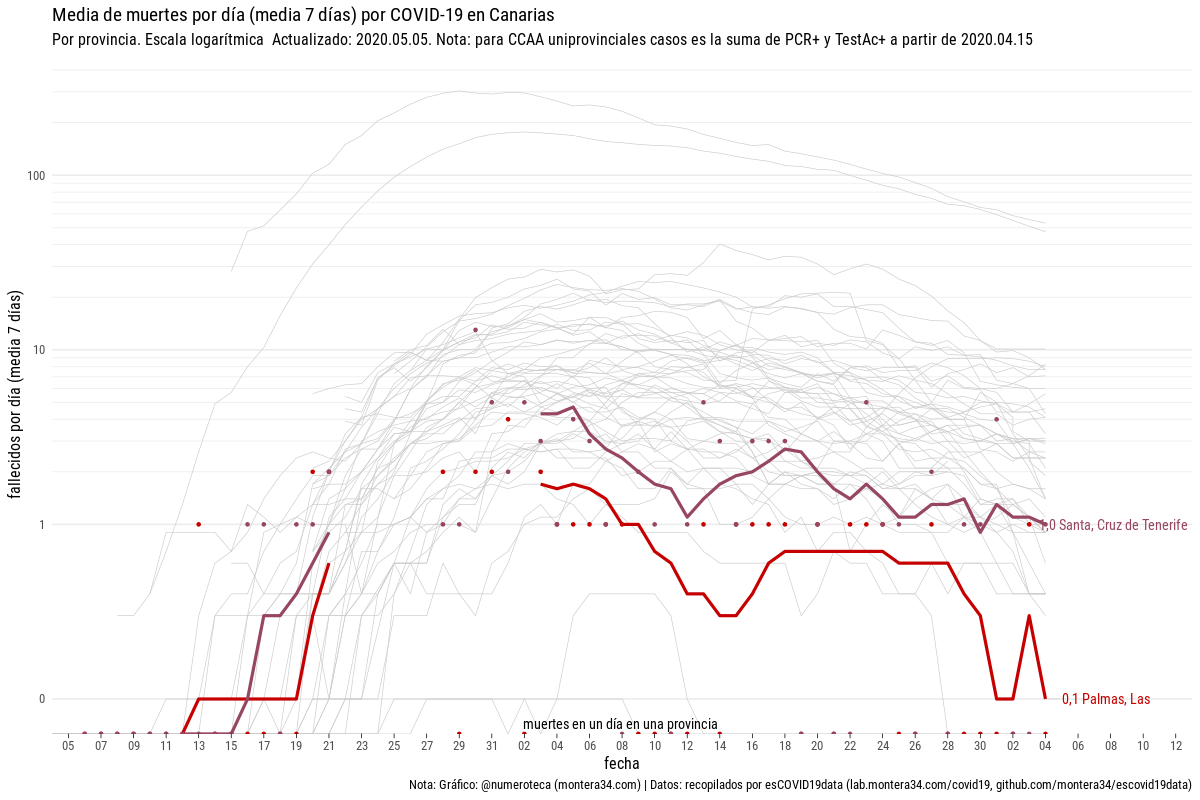 Media de muertes por día (media 7 días) por COVID-19 en Canarias
Por provincia. Escala logarítmica  Actualizado: 2020.05.05. Nota: para CCAA uniprovinciales casos es la suma de PCR+ y TestAc+ a partir de 2020.04.15
fallecidos por día (media  7 días)
100
10
1
0
1,0 Santa, Cruz de Tenerife
0,1 Palmas, Las
muertes en un día en una provincia
05 07 09 11 13 15 17 19 21 23 25 27 29 31 02 04 06 08 10 12 14 16 18 20 22 24 26 28 30 02 04 06 08 10 12
fecha
Nota: Gráfico: @numeroteca (montera34.com) | Datos: recopilados por esCOVID19data (lab.montera34.com/covid19, github.com/montera34/escovid19data)